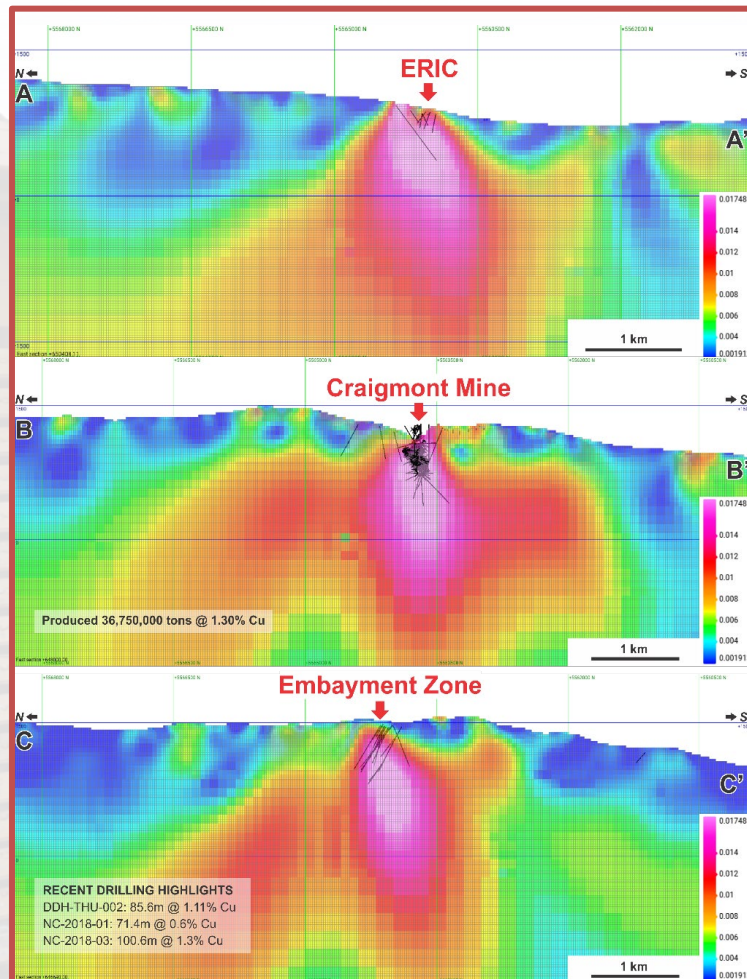 ERIC
N
S
A
A'
0.01748
0.014
0.012
0.01
0.008
0.006
0.004
0.00191
1 km
Craigmont Mine
N
S
B
B'
0.01748
0.014
0.012
0.01
0.008
0.006
0.004
0.00191
Produced 36,750,000 tons @ 1.30% Cu
1 km
Embayment Zone
N
S
C
C'
0.01748
0.014
0.012
0.01
0.008
0.006
0.004
0.00191
RECENT DRILLING HIGHLIGHTS
DDH-THU-002: 85.6m @ 1.11% Cu
NC-2018-01: 71.4m @ 0.6% Cu
NC-2018-03: 100.6m @ 1.3% Cu
1 km